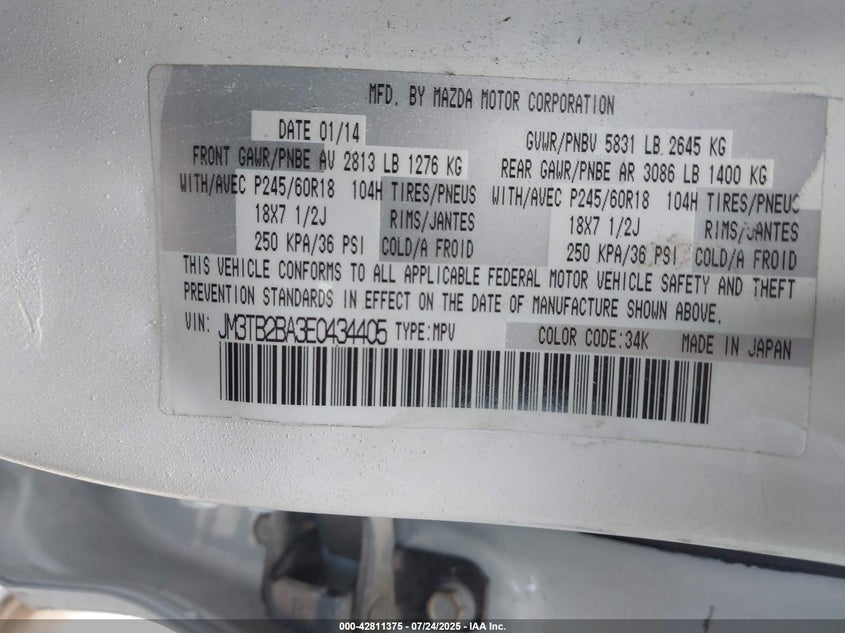 MFD. BY MAZDA MOTOR CORPORATION
DATE 01/14 GVWR/PNBV 5831 LB 2645 KG
FRONT GAWR/PNBE AV 2813 LB 1276 KG REAR GAWR/PNBE AR 3086 LB 1400 KG
WITH/AVEC P245/60R18 104H TIRES/PNEUS WITH/AVEC P245/60R18 104H TIRES/PNEUS
18X7 1/2J RIMS/JANTES 18X7 1/2J RIMS/JANTES
250 KPA/36 PSI COLD/A FROID 250 KPA/36 PSI COLD/A FROID
THIS VEHICLE CONFORMS TO ALL APPLICABLE FEDERAL MOTOR VEHICLE SAFETY AND THEFT
PREVENTION STANDARDS IN EFFECT ON THE DATE OF MANUFACTURE SHOWN ABOVE.
VIN: JM3TB2BA3E0434405 TYPE:MPV COLOR CODE:34K MADE IN JAPAN
000-42811375 - 07/24/2025 - © IAA Inc.